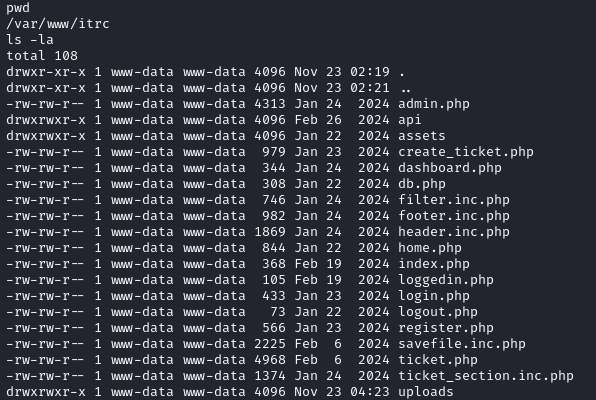 pwd
/var/www/itrc
ls -la
total 108
drwxr-xr-x 1 www-data www-data 4096 Nov 23 02:19 .
drwxr-xr-x 1 www-data www-data 4096 Nov 23 02:21 ..
-rw-rw-r-- 1 www-data www-data 4313 Jan 24  2024 admin.php
drwxrwxr-x 1 www-data www-data 4096 Feb 26  2024 api
drwxrwxr-x 1 www-data www-data 4096 Jan 22  2024 assets
-rw-rw-r-- 1 www-data www-data  979 Jan 23  2024 create_ticket.php
-rw-rw-r-- 1 www-data www-data  344 Jan 24  2024 dashboard.php
-rw-rw-r-- 1 www-data www-data  308 Jan 22  2024 db.php
-rw-rw-r-- 1 www-data www-data  746 Jan 24  2024 filter.inc.php
-rw-rw-r-- 1 www-data www-data  982 Jan 24  2024 footer.inc.php
-rw-rw-r-- 1 www-data www-data 1869 Jan 24  2024 header.inc.php
-rw-rw-r-- 1 www-data www-data  844 Jan 22  2024 home.php
-rw-rw-r-- 1 www-data www-data  368 Feb 19  2024 index.php
-rw-rw-r-- 1 www-data www-data  105 Feb 19  2024 loggedin.php
-rw-rw-r-- 1 www-data www-data  433 Jan 23  2024 login.php
-rw-rw-r-- 1 www-data www-data   73 Jan 22  2024 logout.php
-rw-rw-r-- 1 www-data www-data  566 Jan 23  2024 register.php
-rw-rw-r-- 1 www-data www-data 2225 Feb  6  2024 savefile.inc.php
-rw-rw-r-- 1 www-data www-data 4968 Feb  6  2024 ticket.php
-rw-rw-r-- 1 www-data www-data 1374 Jan 24  2024 ticket_section.inc.php
drwxrwxr-x 1 www-data www-data 4096 Nov 23 04:23 uploads